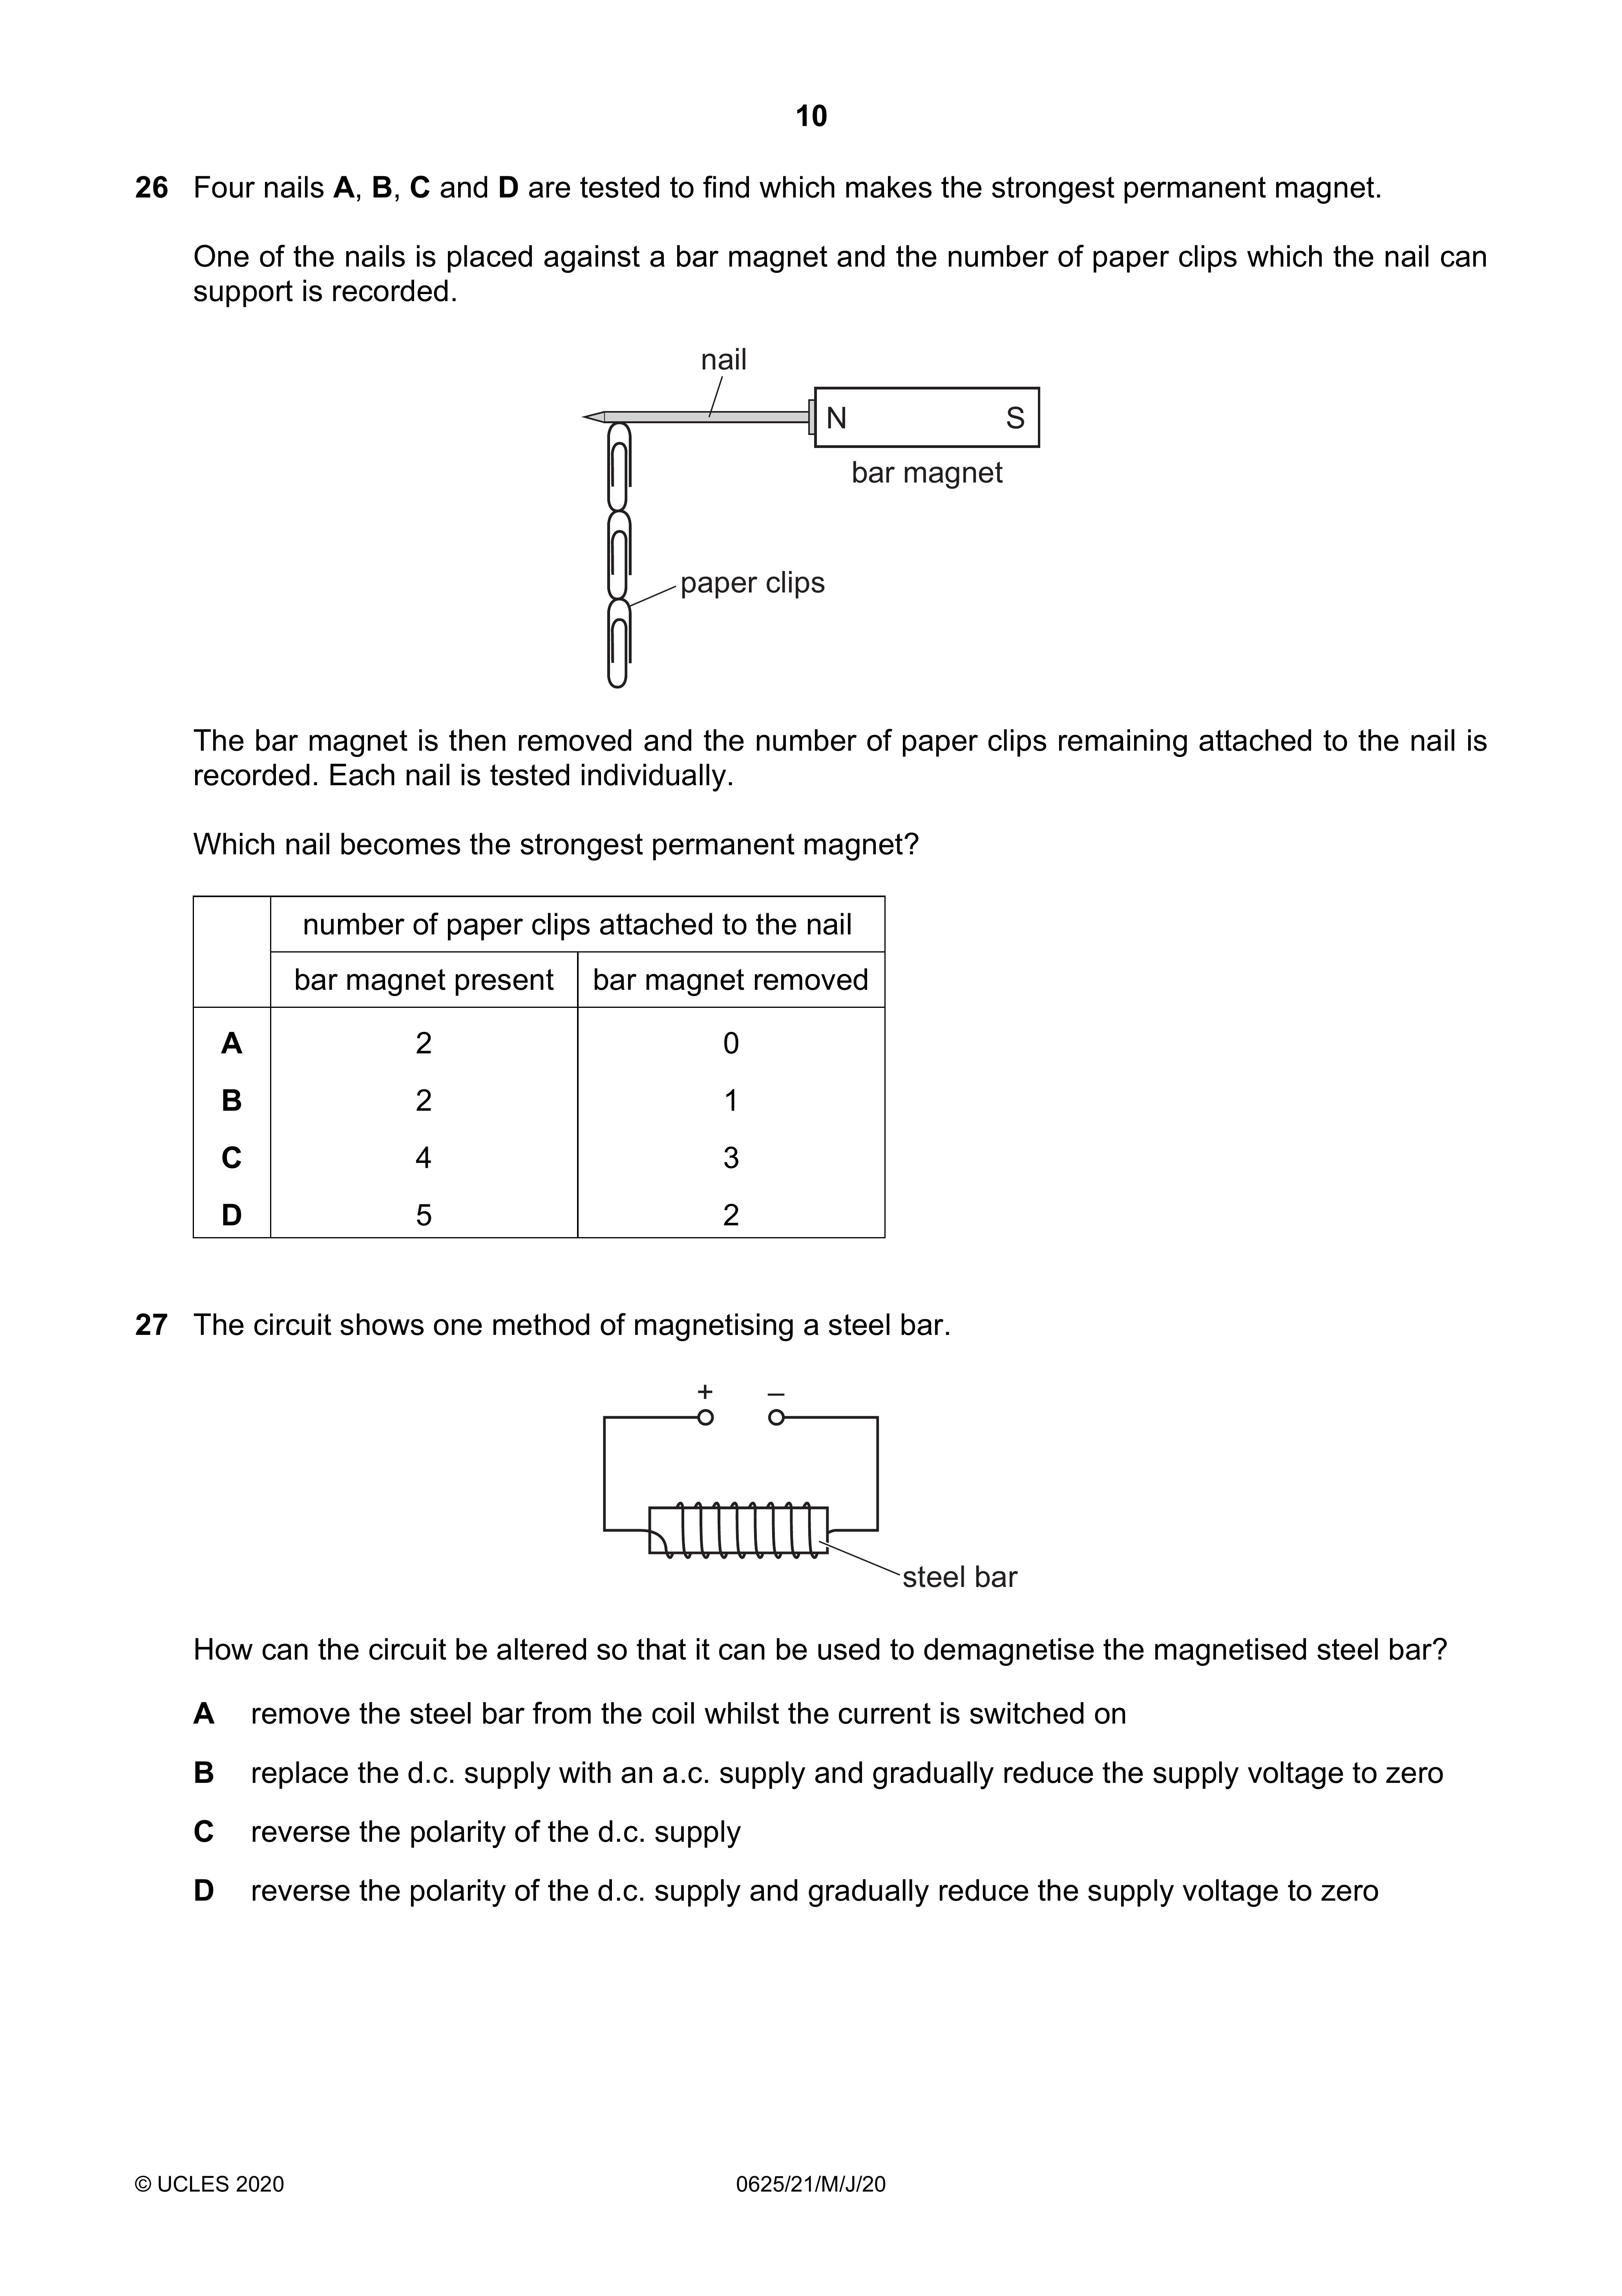 10
26 Four nails A, B, C and D are tested to find which makes the strongest permanent magnet.
One of the nails is placed against a bar magnet and the number of paper clips which the nail can
support is recorded.
nail
N S
bar magnet
paper clips
The bar magnet is then removed and the number of paper clips remaining attached to the nail is
recorded. Each nail is tested individually.
Which nail becomes the strongest permanent magnet?
number of paper clips attached to the nail
bar magnet present bar magnet removed
A 2 0
B 2 1
C 4 3
D 5 2
27 The circuit shows one method of magnetising a steel bar.
+ –
steel bar
How can the circuit be altered so that it can be used to demagnetise the magnetised steel bar?
A remove the steel bar from the coil whilst the current is switched on
B replace the d.c. supply with an a.c. supply and gradually reduce the supply voltage to zero
C reverse the polarity of the d.c. supply
D reverse the polarity of the d.c. supply and gradually reduce the supply voltage to zero
© UCLES 2020 0625/21/M/J/20